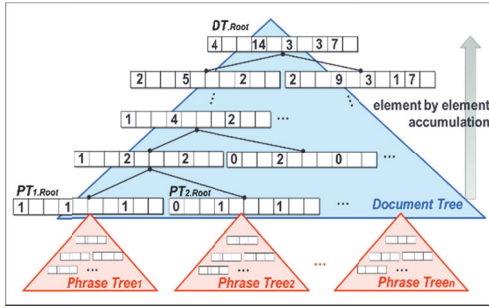 DT.Root
4 14 3 3 7
2 5 2 2 9 3 1 7
⋮ ⋮
element by element
accumulation
1 4 2 ...
1 2 2 0 2 0 ...
PT1.Root PT2.Root
1 1 1 0 1 1 ...
Document Tree
... ... ...
Phrase Tree1 Phrase Tree2 ... Phrase Treen